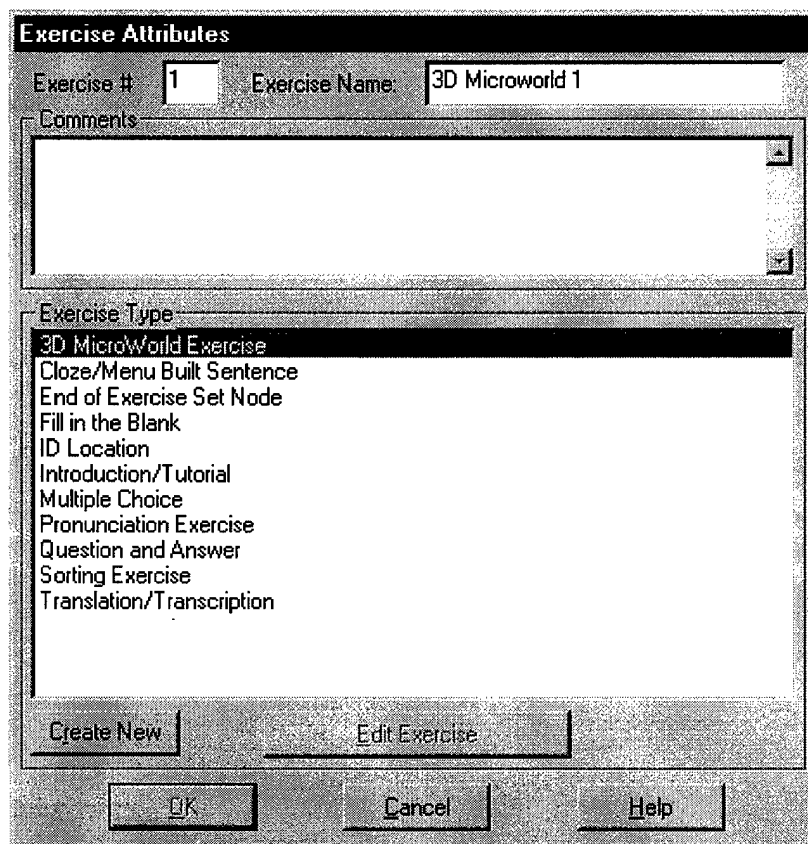 Exercise Attributes
Exercise #: 1 Exercise Name: 3D Microworld 1
Comments
Exercise Type
3D MicroWorld Exercise
Cloze/Menu Built Sentence
End of Exercise Set Node
Fill in the Blank
ID Location
Introduction/Tutorial
Multiple Choice
Pronunciation Exercise
Question and Answer
Sorting Exercise
Translation/Transcription
Create New Edit Exercise
OK Cancel Help